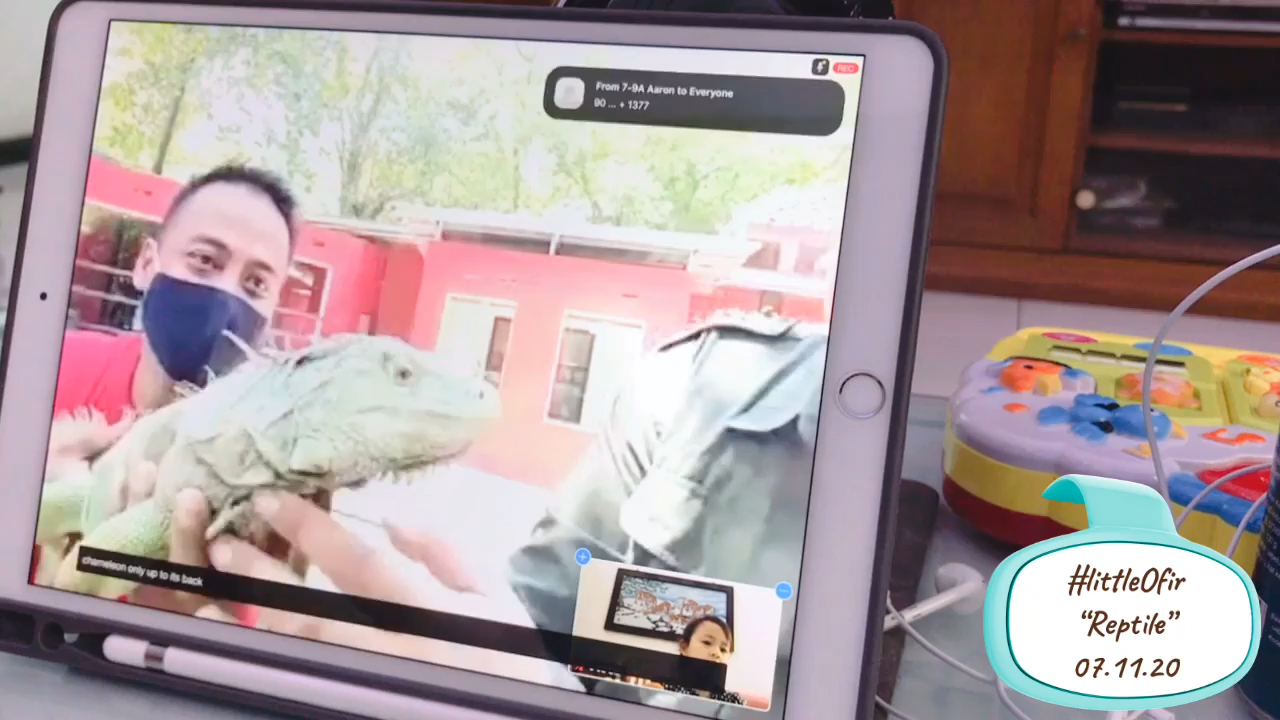 REC
From 7-9A Aaron to Everyone
90 ... + 1377
chameleon only up to its back
#littleOfir
“Reptile”
07.11.20